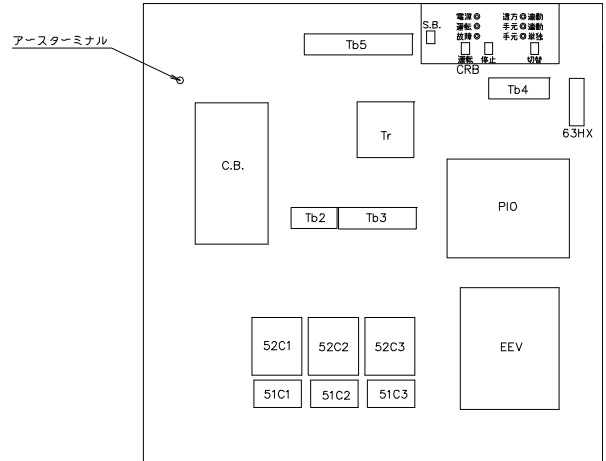 アースターミナル
S.B.
電源◎ 遠方◎連動
運転◎ 手元◎連動
故障◎ 手元◎単独
運転 停止 切替
CRB
Tb5
Tb4
63HX
C.B.
Tr
Tb2 Tb3
PIO
52C1 52C2 52C3
EEV
51C1 51C2 51C3